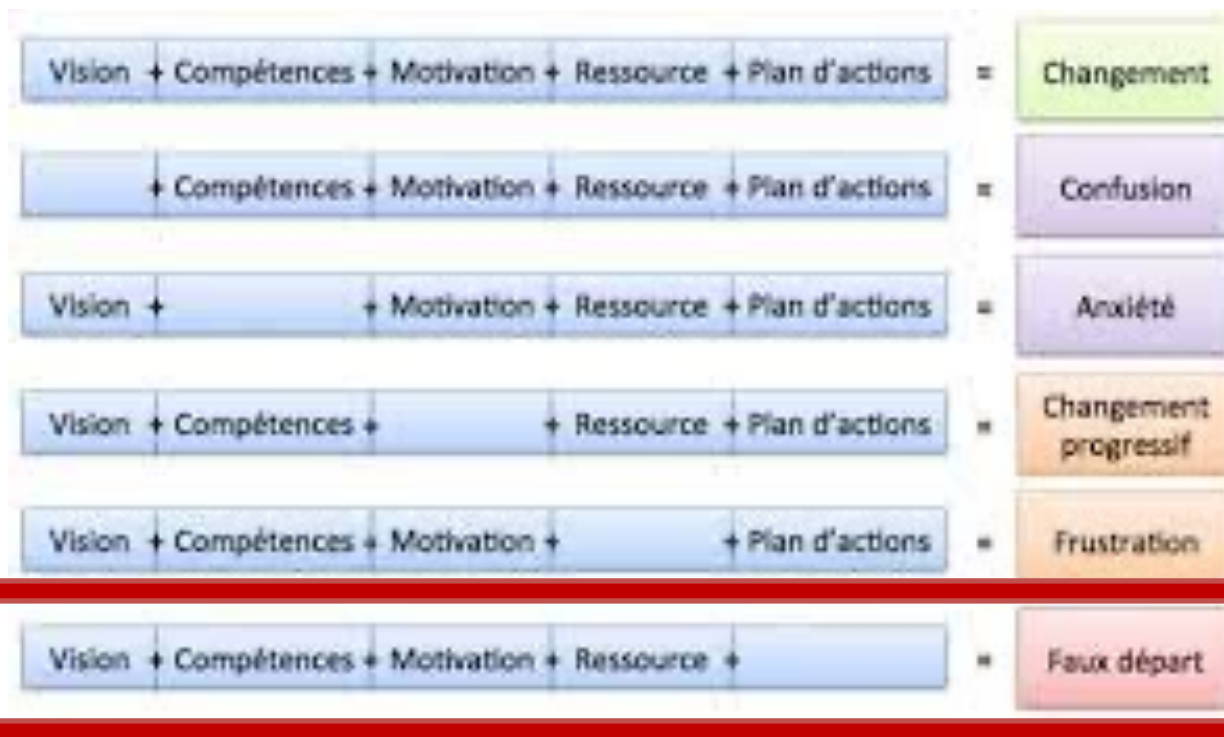 Vision + Compétences + Motivation + Ressource + Plan d'actions = Changement
+ Compétences + Motivation + Ressource + Plan d'actions = Confusion
Vision + + Motivation + Ressource + Plan d'actions = Anxiété
Vision + Compétences + + Ressource + Plan d'actions = Changement
progressif
Vision + Compétences + Motivation + + Plan d'actions = Frustration
Vision + Compétences + Motivation + Ressource + = Faux départ